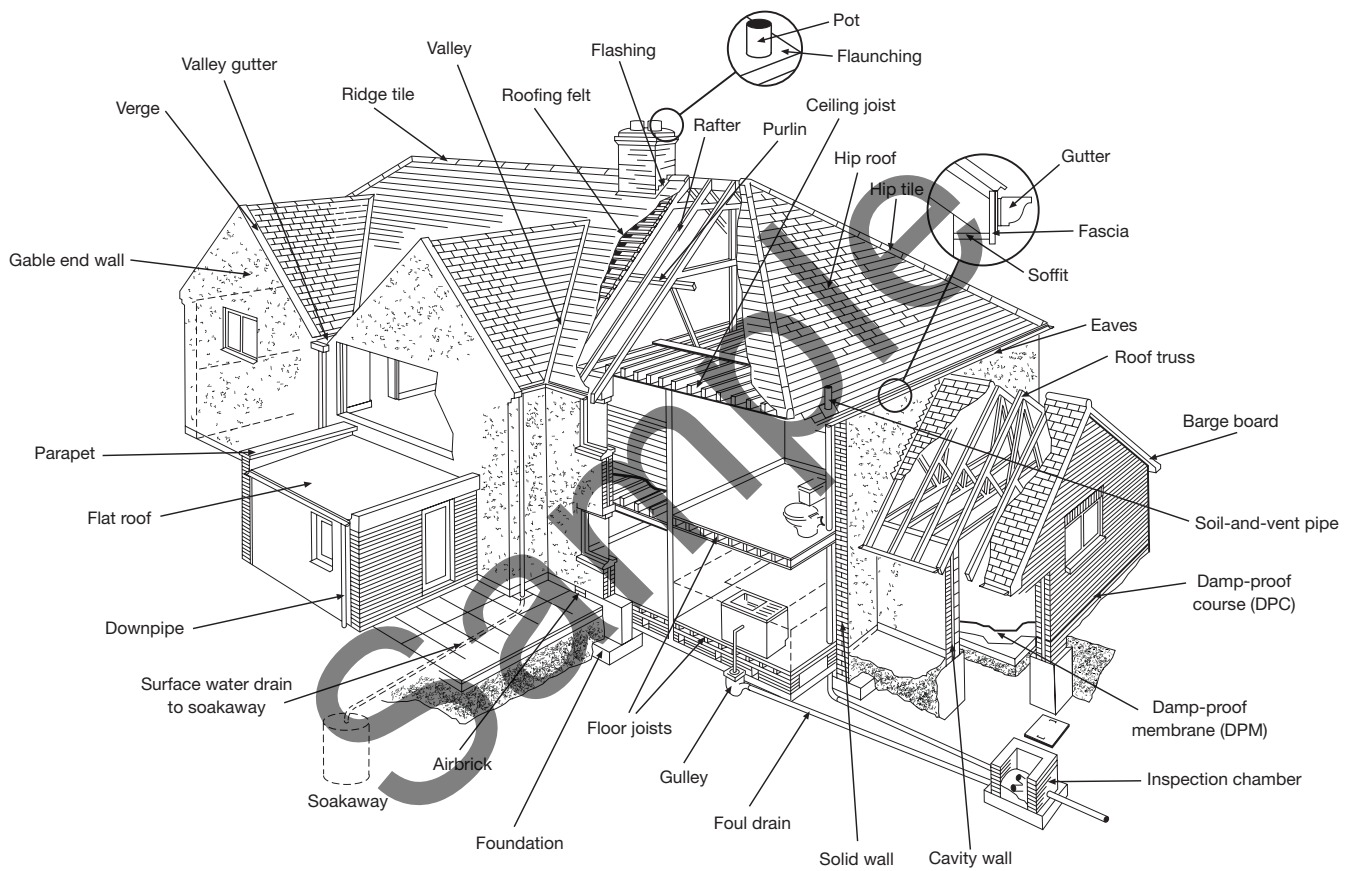 Pot
Flaunching
Valley
Flashing
Valley gutter
Ridge tile
Roofing felt
Ceiling joist
Verge
Rafter
Purlin
Hip roof
Gutter
Hip tile
Fascia
Gable end wall
Soffit
Eaves
Roof truss
Barge board
Parapet
Flat roof
Soil-and-vent pipe
Damp-proof
course (DPC)
Downpipe
Surface water drain
to soakaway
Damp-proof
membrane (DPM)
Floor joists
Airbrick
Gulley
Inspection chamber
Soakaway
Foul drain
Foundation
Solid wall
Cavity wall
Sample